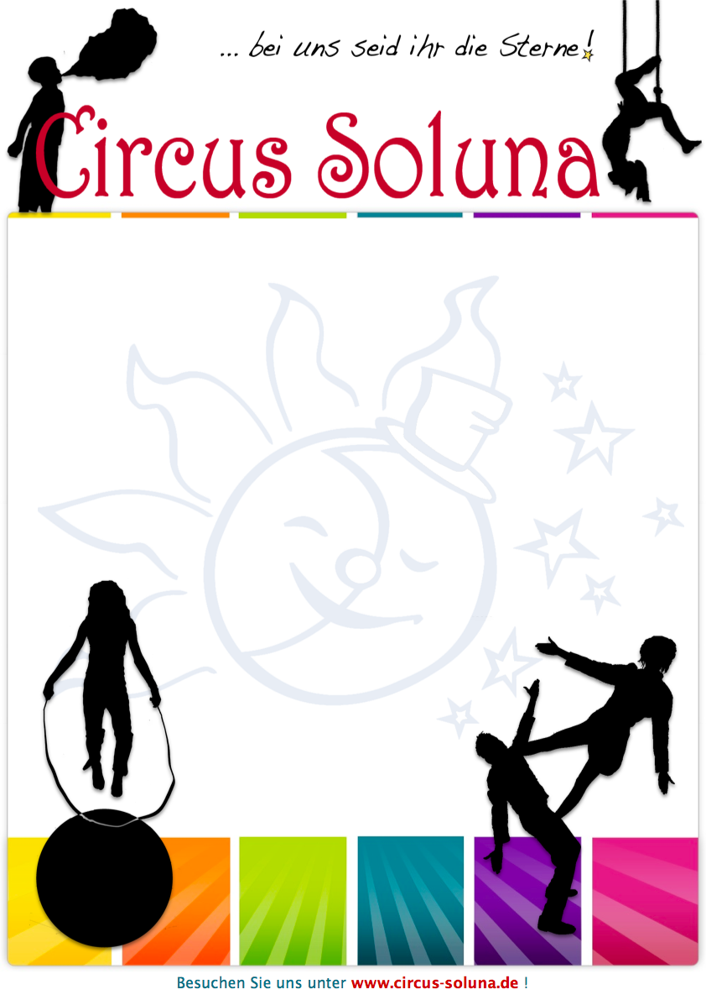 ... bei uns seid ihr die Sterne!
Circus Soluna
Besuchen Sie uns unter www.circus-soluna.de !